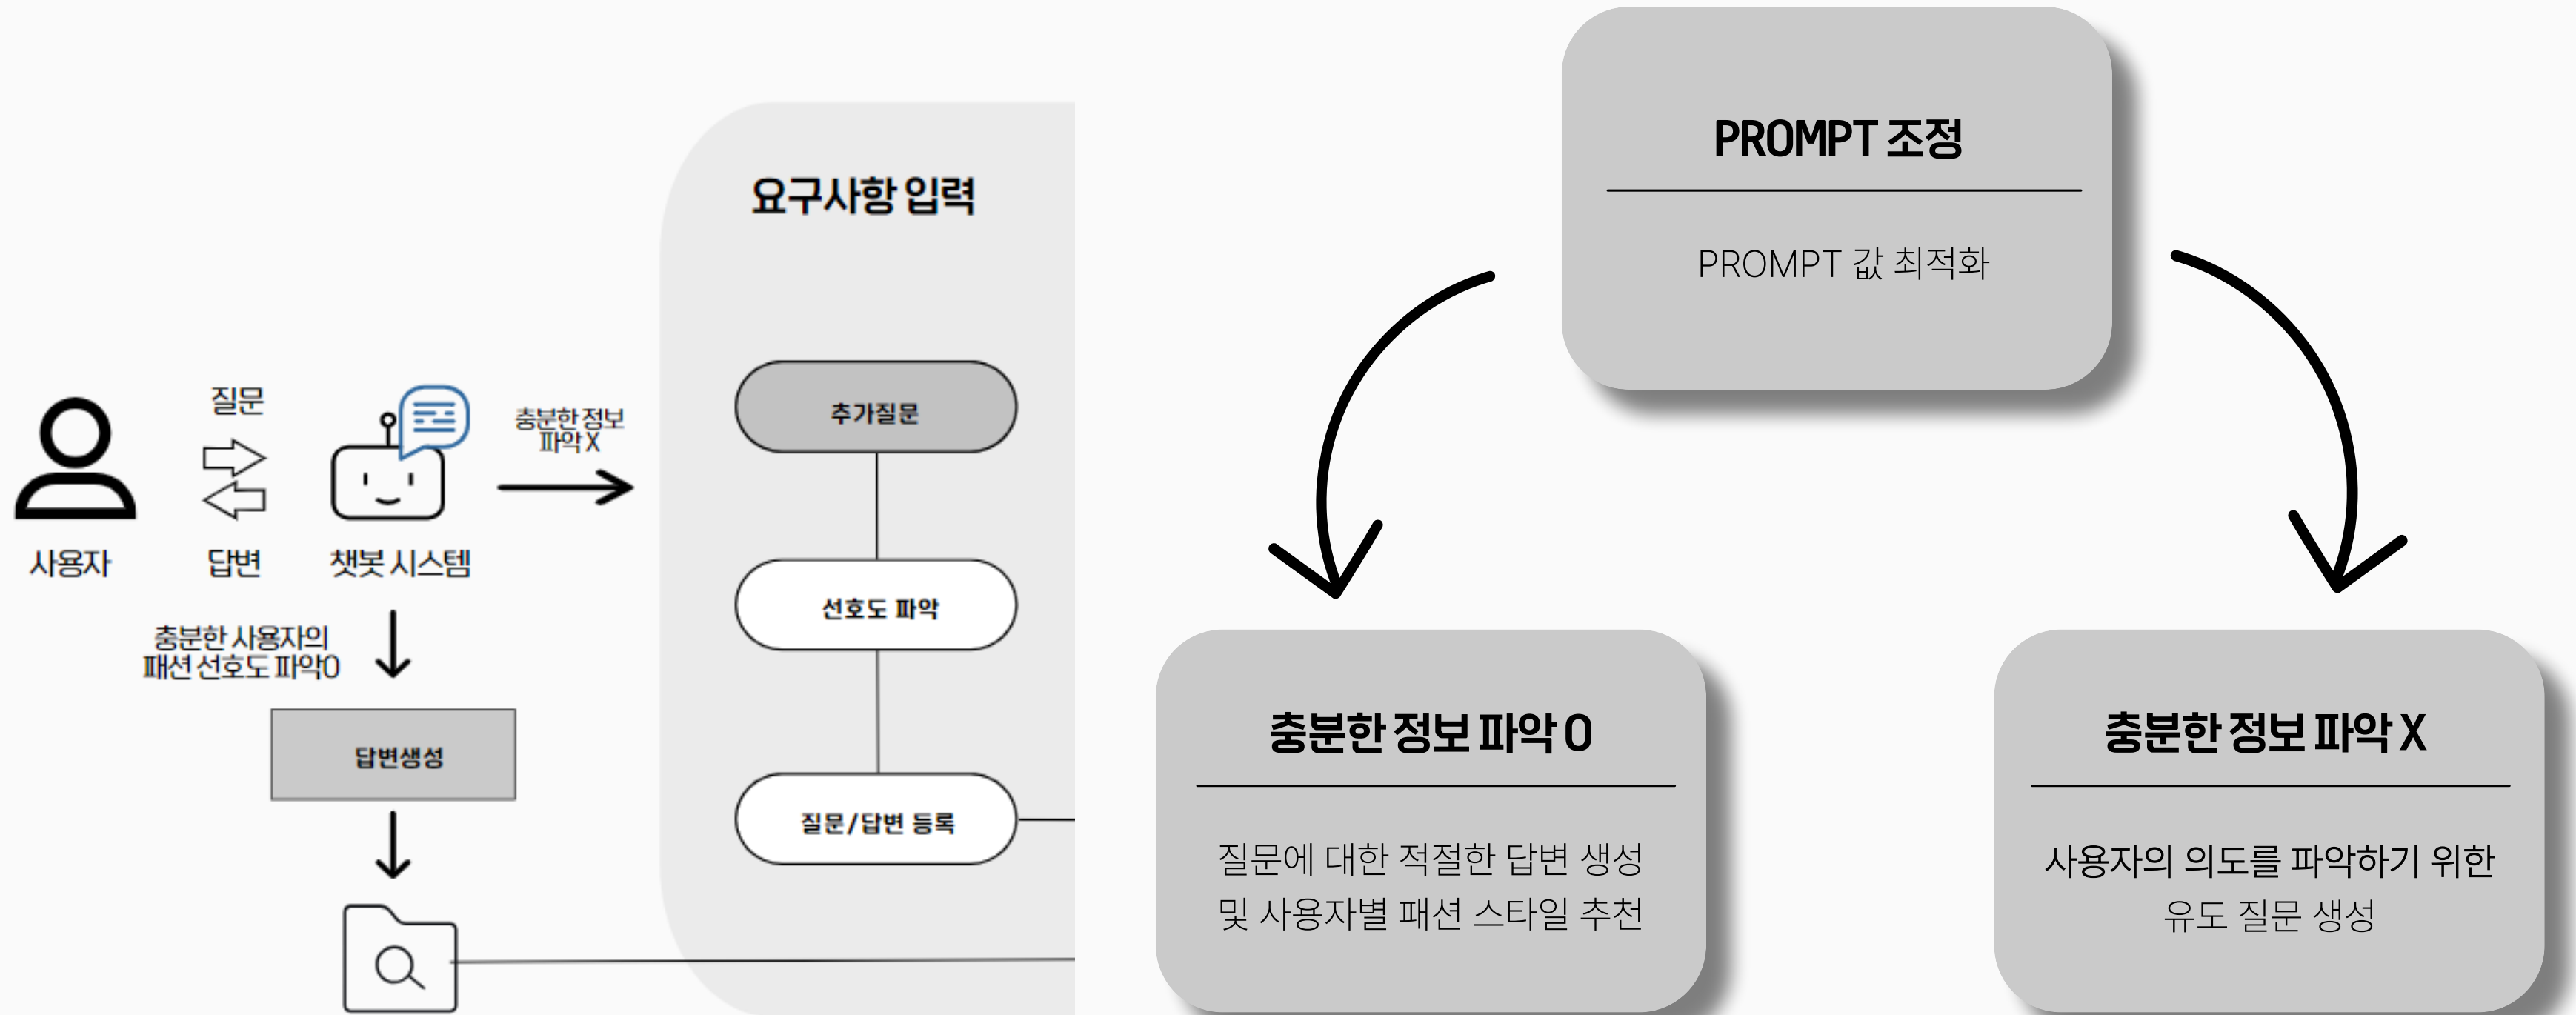 요구사항 입력
질문
사용자
답변
챗봇 시스템
충분한 정보
파악 X
충분한 사용자의
패션 선호도 파악O
답변생성
추가질문
선호도 파악
질문/답변 등록
PROMPT 조정
PROMPT 값 최적화
충분한 정보 파악 O
질문에 대한 적절한 답변 생성
및 사용자별 패션 스타일 추천
충분한 정보 파악 X
사용자의 의도를 파악하기 위한
유도 질문 생성